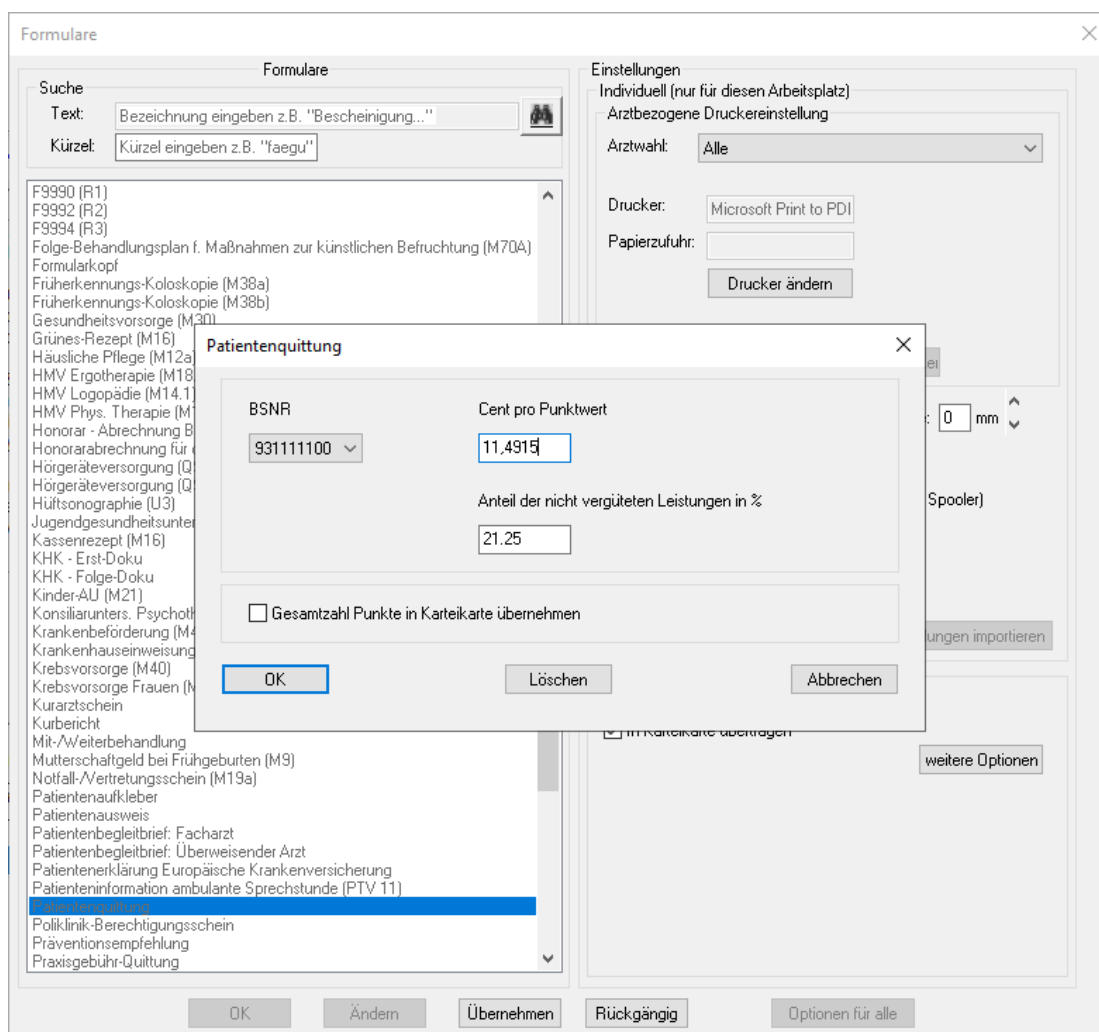 Formulare
Formulare
Suche
Text:
Bezeichnung eingeben z.B. "Bescheinigung..."
Kürzel:
Kürzel eingeben z.B. "faegu"
F9990 (R1)
F9992 (R2)
F9994 (R3)
Folge-Behandlungsplan f. Maßnahmen zur künstlichen Befruchtung (M70A)
Formularkopf
Früherkennungs-Koloskopie (M38a)
Früherkennungs-Koloskopie (M38b)
Gesundheitsvorsorge (M30)
Grünes-Rezept (M16)
Häusliche Pflege (M12a)
HMV Ergotherapie (M18
HMV Logopädie (M14.1)
HMV Phys. Therapie (M
Honorar - Abrechnung B
Honorarabrechnung für
Hörgeräteversorgung (Q
Hörgeräteversorgung (Q
Hüftsonographie (U3)
Jugendgesundheitsunter
Kassenrezept (M16)
KHK - Erst-Doku
KHK - Folge-Doku
Kinder-AU (M21)
Konsiliarunters. Psychoth
Krankenbeförderung (M4
Krankenhauseinweisung
Krebsvorsorge (M40)
Krebsvorsorge Frauen (M
Kurarztschein
Kurbericht
Mit-/Weiterbehandlung
Mutterschaftgeld bei Frühgeburten (M9)
Notfall-/Vertretungsschein (M19a)
Patientenaufkleber
Patientenausweis
Patientenbegleitbrief: Facharzt
Patientenbegleitbrief: Überweisender Arzt
Patientenerklärung Europäische Krankenversicherung
Patienteninformation ambulante Sprechstunde (PTV 11)
Patientenquittung
Poliklinik-Berechtigungsschein
Präventionsempfehlung
Praxisgebühr-Quittung
Einstellungen
Individuell (nur für diesen Arbeitsplatz)
Arztbezogene Druckereinstellung
Arztwahl:
Alle
Drucker:
Microsoft Print to PDI
Papierzufuhr:
Drucker ändern
ei
: 0 mm
Spooler)
ungen importieren
In Karteikarte übertragen
weitere Optionen
Patientenquittung
BSNR
Cent pro Punktwert
931111100
11,4915
Anteil der nicht vergüteten Leistungen in %
21.25
Gesamtzahl Punkte in Karteikarte übernehmen
OK
Löschen
Abbrechen
OK
Ändern
Übernehmen
Rückgängig
Optionen für alle